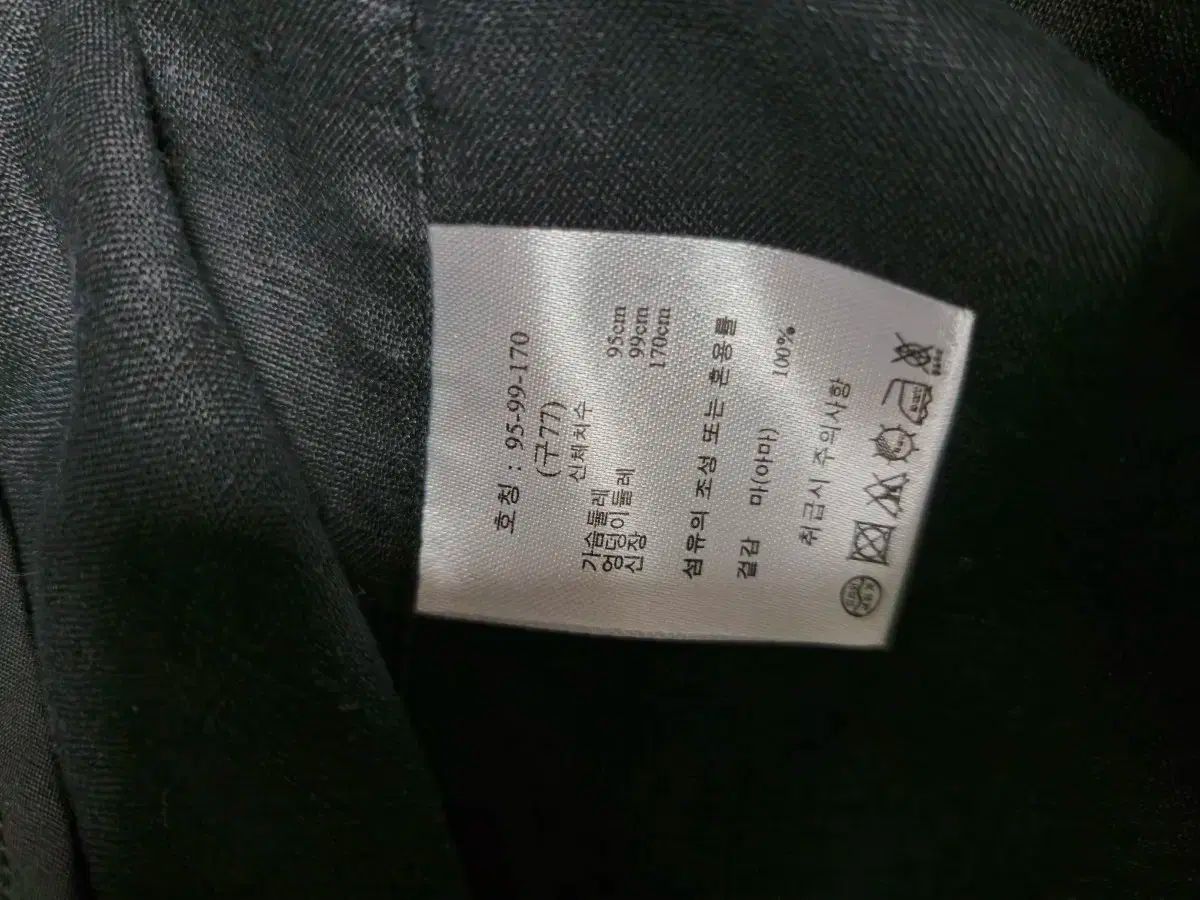 호칭 : 95-99-170
(구77)
신체치수
가슴둘레 95cm
엉덩이둘레 99cm
신장 170cm
섬유의 조성 또는 혼용률
겉감 마(아마) 100%
취급시 주의사항